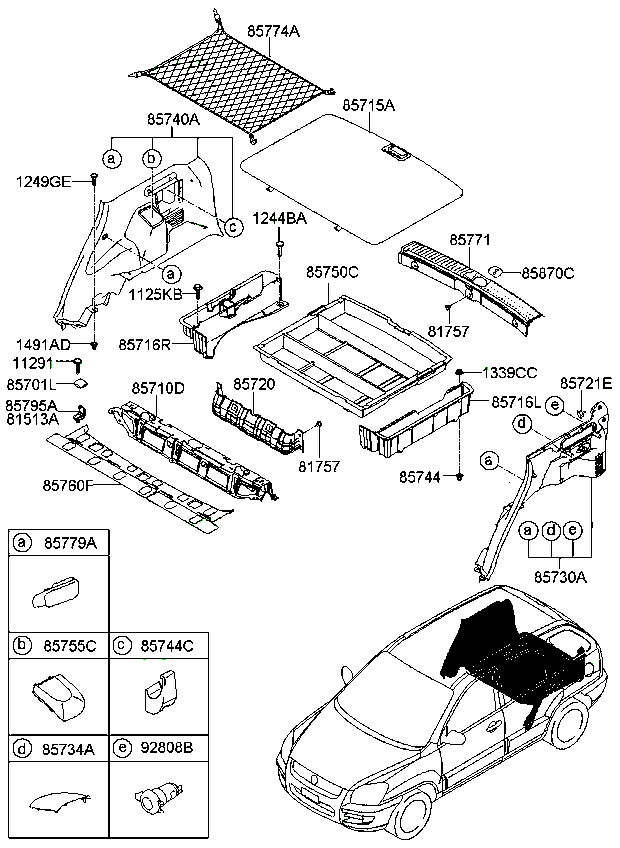 85774A
85715A
85740A
a
b
1249GE
c
1244BA
85771
a
85750C
85870C
1125KB
81757
1491AD
85716R
11291
1339CC
85701L
85710D
85720
85721E
85795A
e
85716L
81513A
d
81757
85744
a
85760F
a d e
a 85779A
85730A
b 85755C
c 85744C
d 85734A
e 92808B